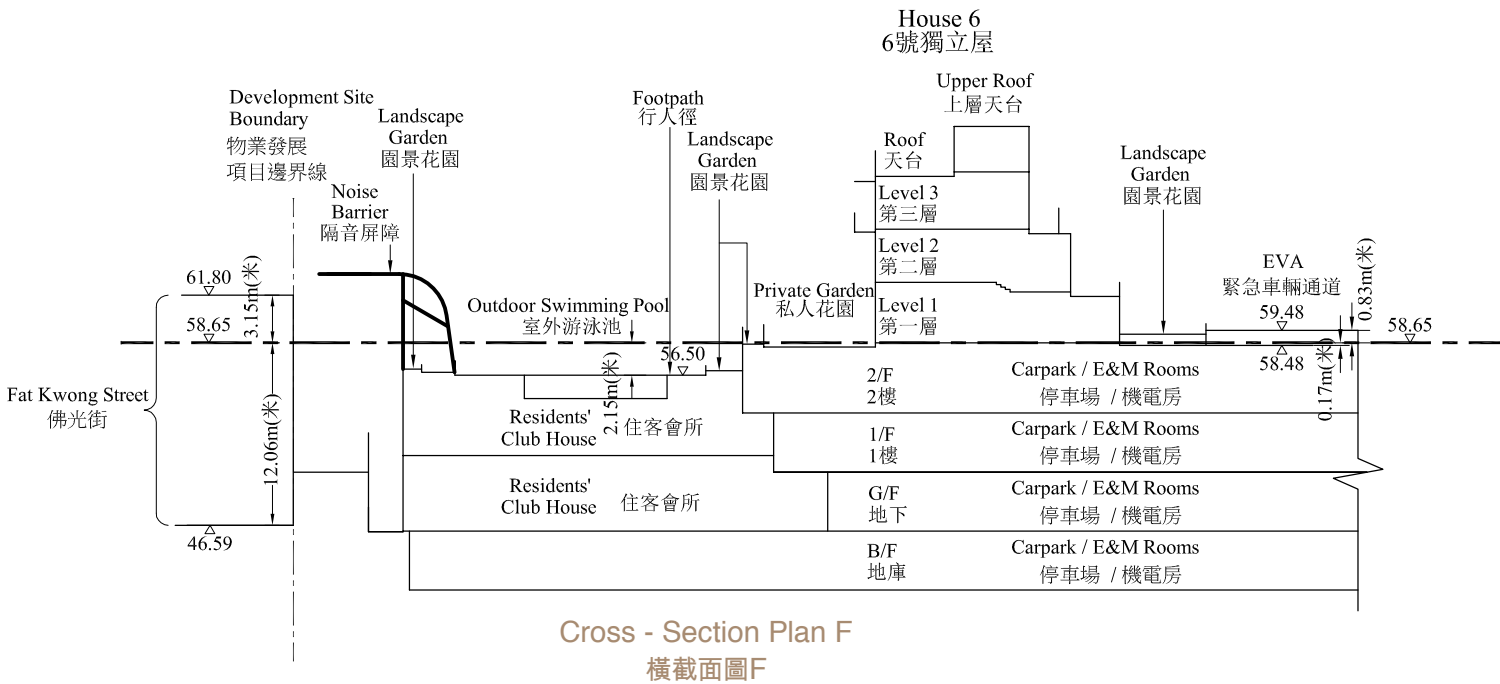 House 6
6號獨立屋
Upper Roof
上層天台
Development Site
Boundary
物業發展
項目邊界線
Landscape
Garden
園景花園
Footpath
行人徑
Landscape
Garden
園景花園
Roof
天台
Landscape
Garden
園景花園
Noise
Barrier
隔音屏障
Level 3
第三層
Level 2
第二層
Level 1
第一層
61.80
3.15m(米)
58.65
Outdoor Swimming Pool
室外游泳池
Private Garden
私人花園
EVA
緊急車輛通道
59.48
0.83m(米)
58.65
58.48
0.17m(米)
56.50
2.15m(米)
Fat Kwong Street
佛光街
12.06m(米)
46.59
2/F
2樓
Carpark / E&M Rooms
停車場 / 機電房
Residents'
Club House
住客會所
1/F
1樓
Carpark / E&M Rooms
停車場 / 機電房
Residents'
Club House
住客會所
G/F
地下
Carpark / E&M Rooms
停車場 / 機電房
B/F
地庫
Carpark / E&M Rooms
停車場 / 機電房
Cross - Section Plan F
橫截面圖F